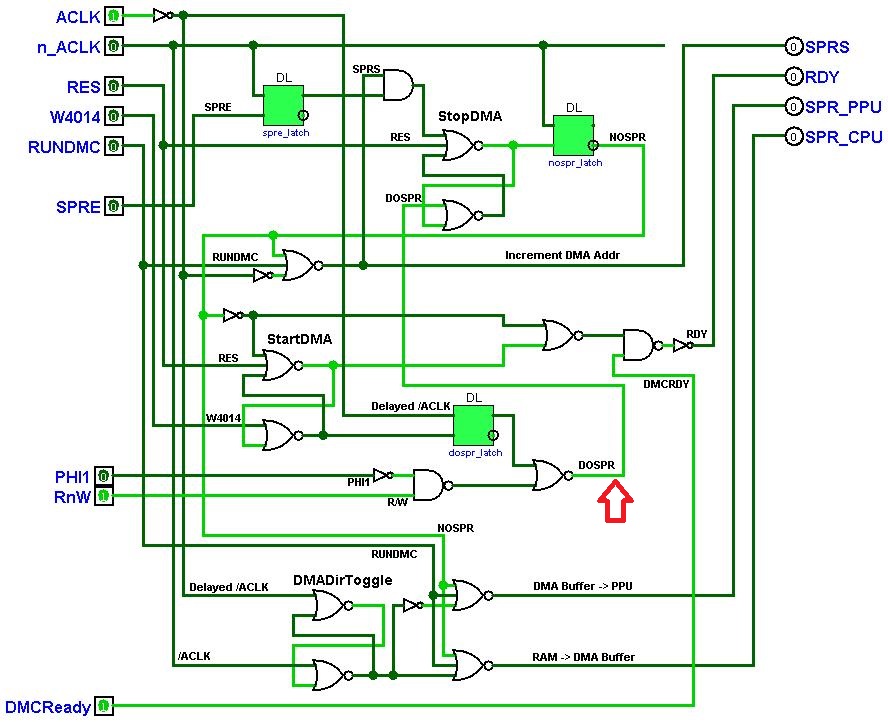 ACLK 1
n_ACLK 0
SPRS 0
RDY 0
DL
SPRS
RES 0
SPRE
spre_latch
StopDMA
DL
SPR_PPU 0
W4014 0
RES
NOSPR
SPR_CPU 0
RUNDMC 0
nospr_latch
SPRE 0
DOSPR
RUNDMC
Increment DMA Addr
StartDMA
RDY
RES
DMCRDY
DL
Delayed /ACLK
W4014
dospr_latch
DOSPR
PHI1 0
PHI1
RnW 1
R/W
NOSPR
RUNDMC
Delayed /ACLK
DMADirToggle
DMA Buffer -> PPU
/ACLK
RAM -> DMA Buffer
DMCReady 1